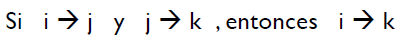 Si i → j y j → k , entonces i → k